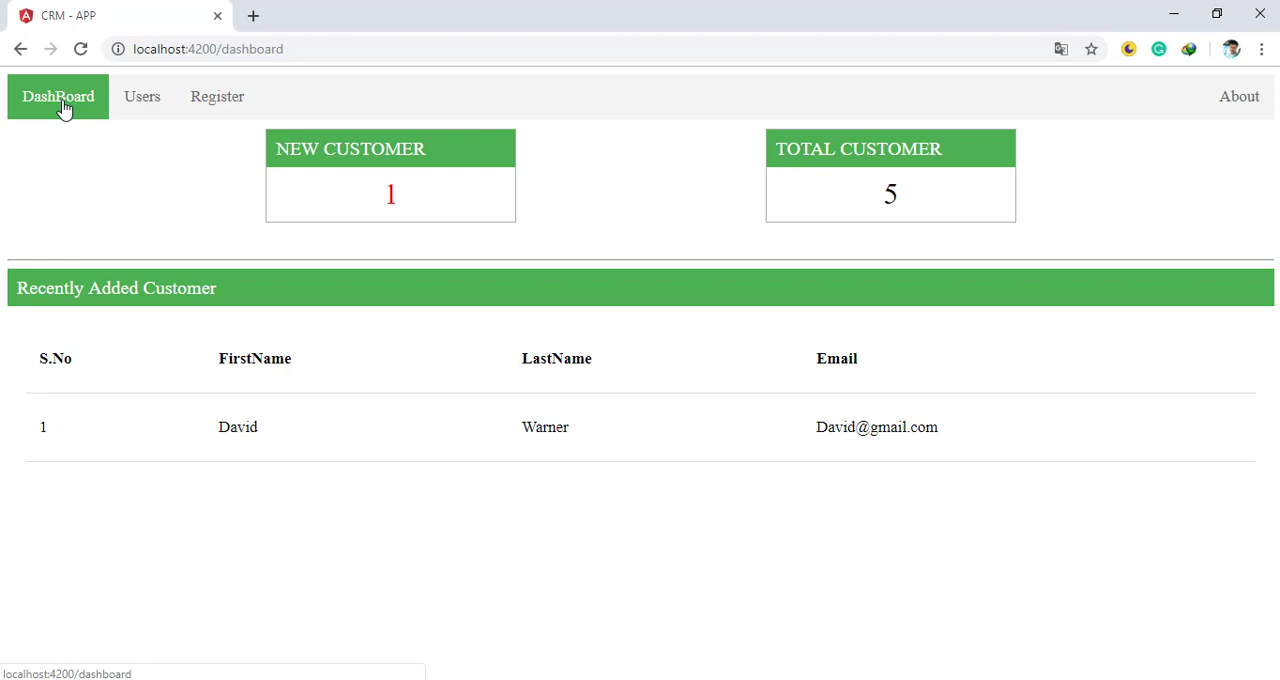 CRM - APP
localhost:4200/dashboard
DashBoard Users Register About
NEW CUSTOMER TOTAL CUSTOMER
1 5
Recently Added Customer
S.No FirstName LastName Email
1 David Warner David@gmail.com
localhost:4200/dashboard